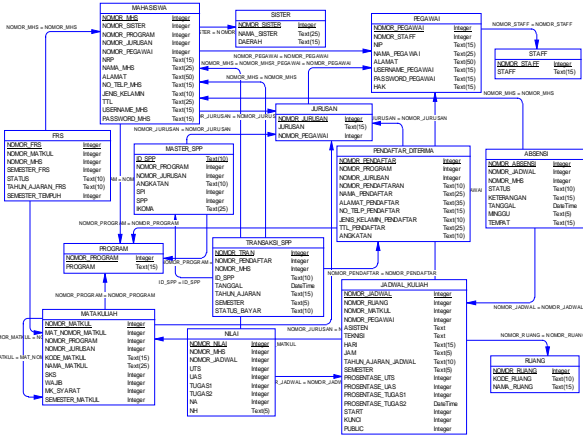 MAHASISWA
NOMOR_MHS Integer
NOMOR_SISTER Integer
NOMOR_PROGRAM Integer
NOMOR_JURUSAN Integer
NOMOR_PEGAWAI Integer
NRP Text(15)
NAMA_MHS Text(25)
ALAMAT Text(50)
NO_TELP_MHS Text(15)
JENIS_KELAMIN Text(10)
TTL Text(25)
USERNAME_MHS Text(15)
PASSWORD_MHS Text(15)
SISTER
NOMOR_SISTER Integer
NAMA_SISTER Text(25)
DAERAH Text(15)
PEGAWAI
NOMOR_PEGAWAI Integer
NOMOR_STAFF Integer
NIP Text(15)
NAMA_PEGAWAI Text(25)
ALAMAT Text(50)
USERNAME_PEGAWAI Text(15)
PASSWORD_PEGAWAI Text(15)
HAK Text(15)
NOMOR_STAFF = NOMOR_STAFF
STAFF
NOMOR_STAFF Integer
STAFF Text(15)
NOMOR_MHS = NOMOR_MHS
NOMOR_PEGAWAI = NOMOR_PEGAWAI
NOMOR_MHS = NOMOR_MHS
JURUSAN
NOMOR_JURUSAN Integer
JURUSAN Text(15)
NOMOR_PEGAWAI Integer
NOMOR_JURUSAN = NOMOR_JURUSAN
FRS
NOMOR_FRS Integer
NOMOR_MATKUL Integer
NOMOR_MHS Integer
SEMESTER_FRS Integer
STATUS Text(10)
TAHUN_AJARAN_FRS Text(10)
SEMESTER_TEMPUH Integer
MASTER_SPP
ID_SPP Text(10)
NOMOR_PROGRAM Integer
NOMOR_JURUSAN Integer
ANGKATAN Text(10)
SPI Integer
SPP Integer
IKOMA Text(25)
PENDAFTAR_DITERIMA
NOMOR_PENDAFTAR Integer
NOMOR_PROGRAM Integer
NOMOR_JURUSAN Integer
NOMOR_PENDAFTARAN Text(10)
NAMA_PENDAFTAR Text(25)
ALAMAT_PENDAFTAR Text(35)
NO_TELP_PENDAFTAR Text(15)
JENIS_KELAMIN_PENDAFTAR Text(10)
TTL_PENDAFTAR Text(25)
ANGKATAN Text(10)
ABSENSI
NOMOR_ABSENSI Integer
NOMOR_JADWAL Integer
NOMOR_MHS Integer
STATUS Text(10)
KETERANGAN Text(15)
TANGGAL DateTime
MINGGU Text(5)
TEMPAT Text(15)
NOMOR_PROGRAM = NOMOR_PROGRAM
PROGRAM
NOMOR_PROGRAM Integer
PROGRAM Text(15)
TRANSAKSI_SPP
NOMOR_TRAIN Integer
NOMOR_PENDAFTAR Integer
NOMOR_MHS Integer
ID_SPP Text(10)
TANGGAL DateTime
TAHUN_AJARAN Text(15)
SEMESTER Text(5)
STATUS_BAYAR Text(10)
NOMOR_PENDAFTAR = NOMOR_PENDAFTAR
ID_SPP = ID_SPP
NOMOR_PROGRAM = NOMOR_PROGRAM
JADWAL_KULIAH
NOMOR_JADWAL Integer
NOMOR_RUANG Integer
NOMOR_MATKUL Integer
NOMOR_PEGAWAI Integer
ASISTEN Text
TEKNISI Text
HARI Text(15)
JAM Text(5)
TAHUN_AJARAN_JADWAL Text(10)
SEMESTER Text(5)
PROSENTASE_UTS Integer
PROSENTASE_UAS Integer
PROSENTASE_TUGAS1 Integer
PROSENTASE_TUGAS2 DateTime
START Integer
KUNCI Integer
PUBLIC Integer
NOMOR_JADWAL = NOMOR_JADWAL
MATAKULIAH
NOMOR_MATKUL Integer
MAT_NOMOR_MATKUL Integer
NOMOR_PROGRAM Integer
NOMOR_JURUSAN Integer
KODE_MATKUL Text(15)
NAMA_MATKUL Text(25)
SKS Integer
WAJIB Integer
MK_SYARAT Integer
SEMESTER_MATKUL Integer
NILAI
NOMOR_NILAI Integer
NOMOR_MHS Integer
NOMOR_JADWAL Integer
UTS Integer
UAS Integer
TUGAS1 Integer
TUGAS2 Integer
NA Integer
NH Text(5)
NOMOR_RUANG = NOMOR_RUANG
RUANG
NOMOR_RUANG Integer
KODE_RUANG Text(10)
NAMA_RUANG Text(15)